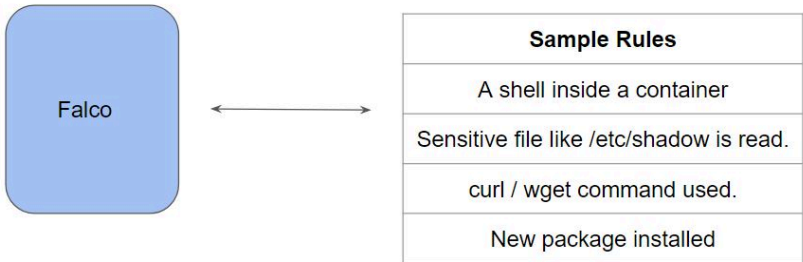 Falco
Sample Rules
A shell inside a container
Sensitive file like /etc/shadow is read.
curl / wget command used.
New package installed